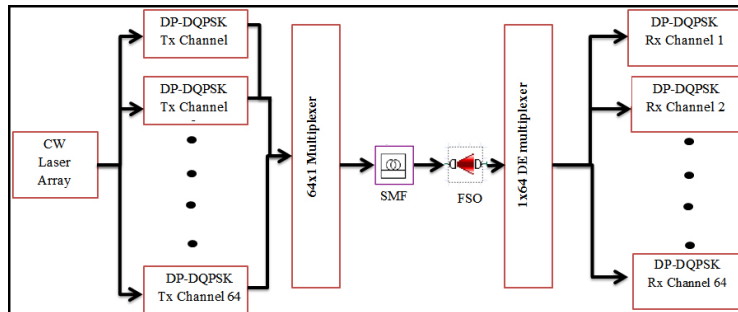 CW
Laser
Array
DP-DQPSK
Tx Channel
DP-DQPSK
Tx Channel
DP-DQPSK
Tx Channel 64
64x1 Multiplexer
SMF
FSO
1x64 DE multiplexer
DP-DQPSK
Rx Channel 1
DP-DQPSK
Rx Channel 2
DP-DQPSK
Rx Channel 64